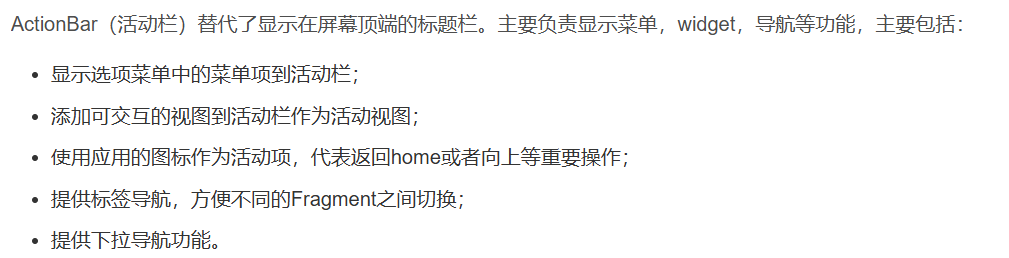 ActionBar（活动栏）替代了显示在屏幕顶端的标题栏。主要负责显示菜单，widget，导航等功能，主要包括：
• 显示选项菜单中的菜单项到活动栏；
• 添加可交互的视图到活动栏作为活动视图；
• 使用应用的图标作为活动项，代表返回home或者向上等重要操作；
• 提供标签导航，方便不同的Fragment之间切换；
• 提供下拉导航功能。